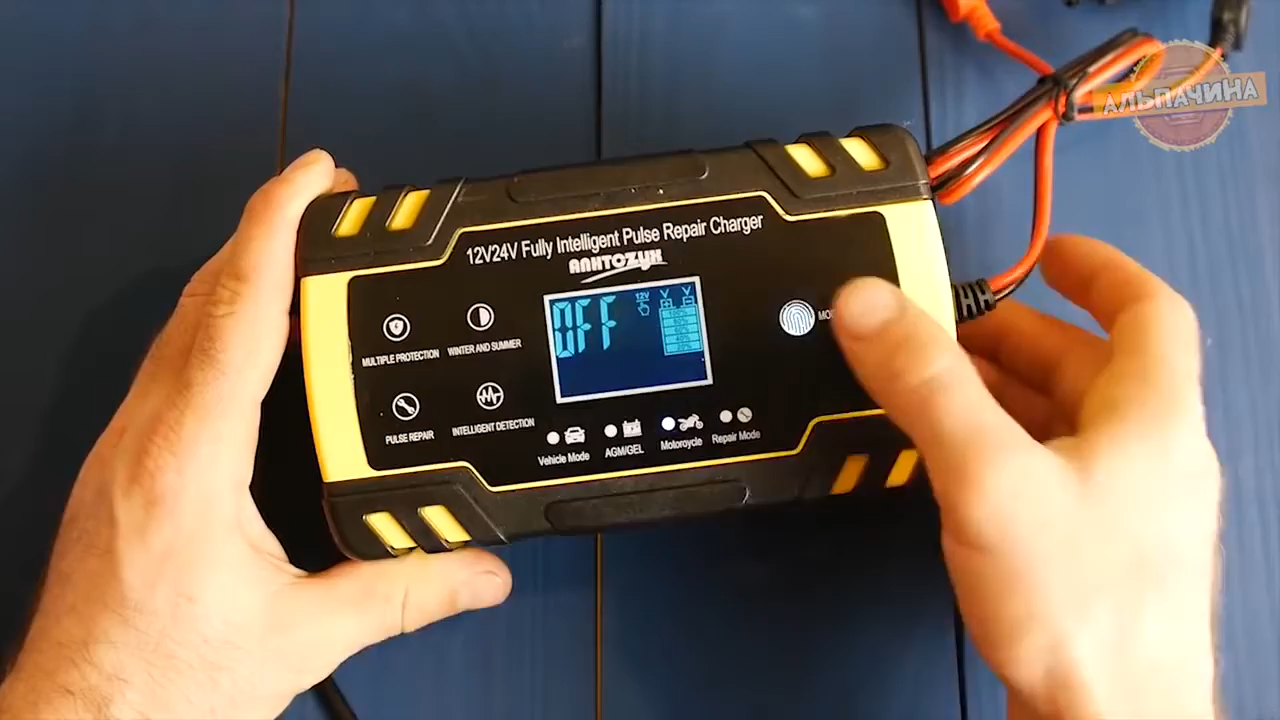 АЛЬПАЧИНА
12V24V Fully Intelligent Pulse Repair Charger
ANHTCZYX
OFF
12V
V V
MULTIPLE PROTECTION
WINTER AND SUMMER
PULSE REPAIR
INTELLIGENT DETECTION
Vehicle Mode
AGM/GEL
Motorcycle
Repair Mode